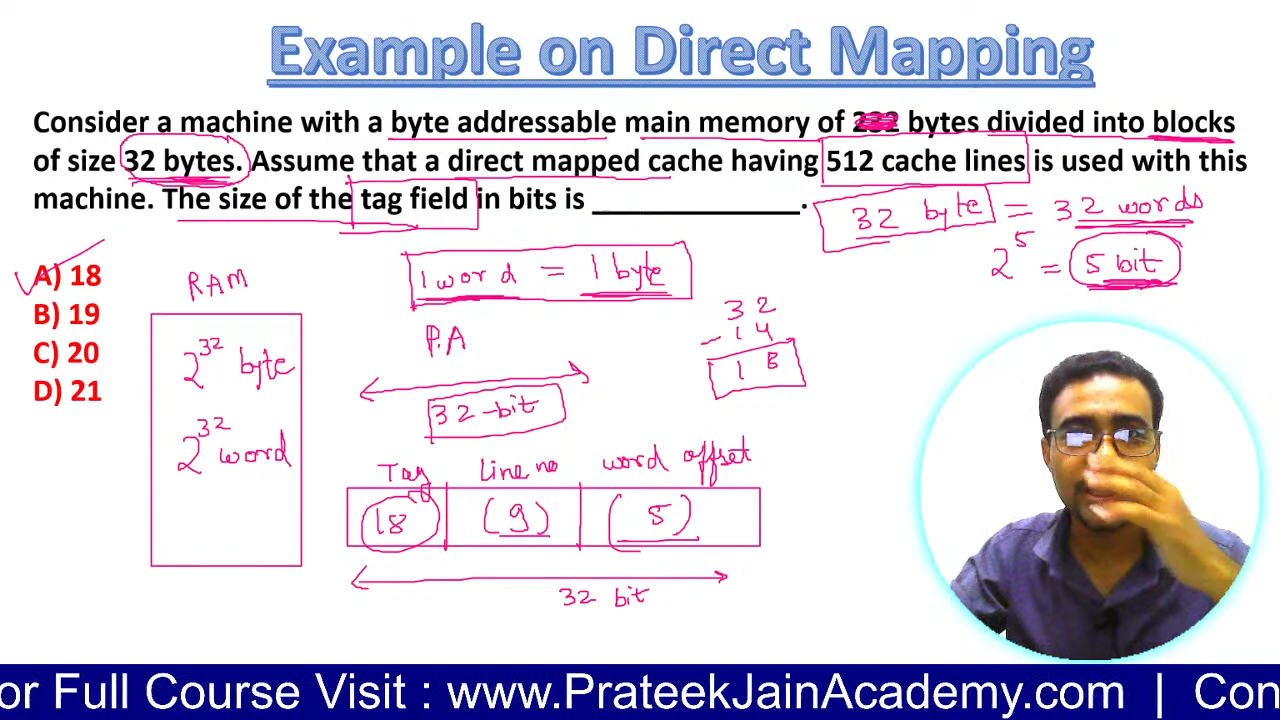 Example on Direct Mapping
Consider a machine with a byte addressable main memory of bytes divided into blocks
of size 32 bytes. Assume that a direct mapped cache having 512 cache lines is used with this
machine. The size of the tag field in bits is ______________.
32 byte = 32 words
2^5 = 5 bit
A) 18
B) 19
C) 20
D) 21
RAM
2^32 byte
2^32 word
1 word = 1 byte
P.A
32-bit
32
- 14
18
Tag Line no word offset
18 (9) (5)
32 bit
or Full Course Visit : www.PrateekJainAcademy.com | Con